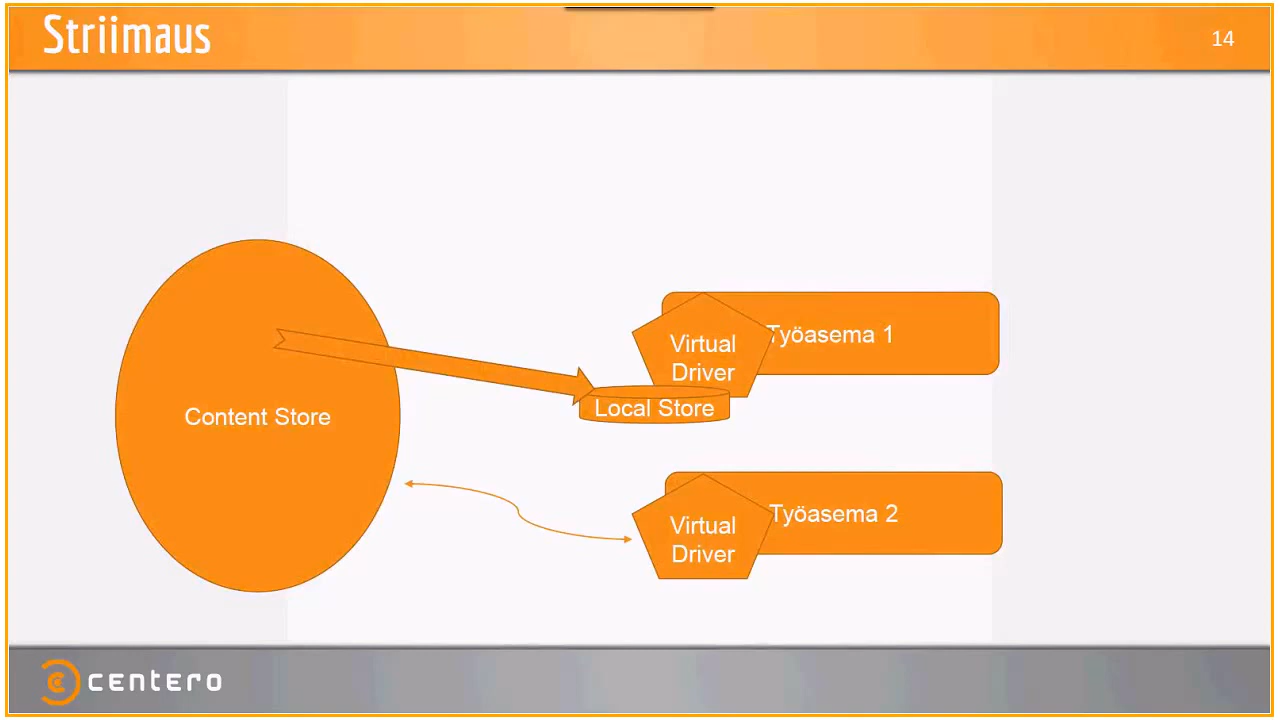 Striimaus
14
Content Store
Virtual
Driver
Työasema 1
Local Store
Virtual
Driver
Työasema 2
centero